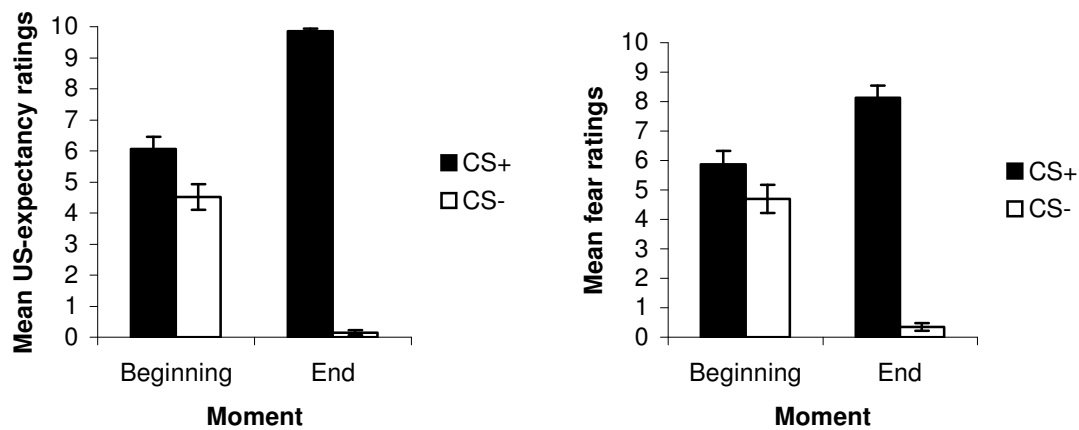 Mean US-expectancy ratings
10
9
8
7
6
5
4
3
2
1
0
Beginning End
Moment
CS+
CS-
Mean fear ratings
10
9
8
7
6
5
4
3
2
1
0
Beginning End
Moment
CS+
CS-